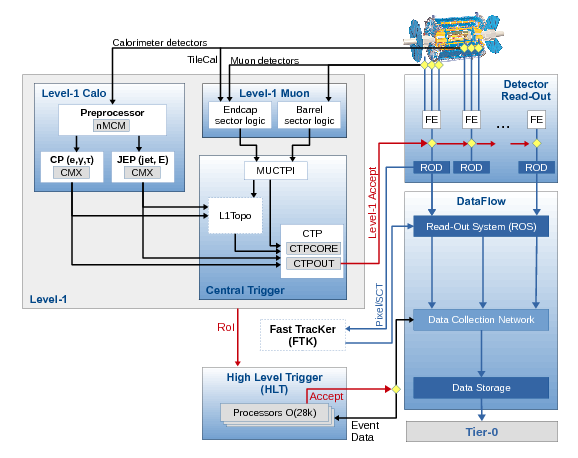 Calorimeter detectors
TileCal
Muon detectors
Level-1 Calo
Preprocessor
nMCM
CP (e,γ,τ)
CMX
JEP (jet, E)
CMX
Level-1 Muon
Endcap
sector logic
Barrel
sector logic
MUCTPI
L1Topo
CTP
CTPCORE
CTPOUT
Central Trigger
Level-1
Level-1 Accept
Detector
Read-Out
FE
FE
...
FE
ROD
ROD
ROD
DataFlow
Read-Out System (ROS)
Pixel/SCT
RoI
Fast TracKer
(FTK)
Data Collection Network
High Level Trigger
(HLT)
Accept
Processors O(28k)
Event
Data
Data Storage
Tier-0